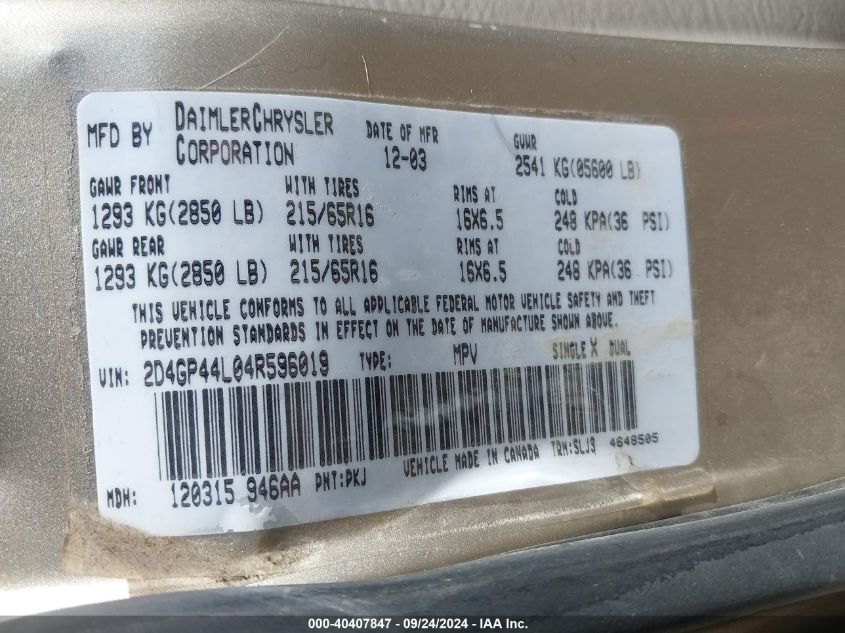 MFD BY DAIMLERCHRYSLER CORPORATION DATE OF MFR 12-03 GVWR 2541 KG(05600 LB)
GAWR FRONT WITH TIRES RIMS AT COLD
1293 KG(2850 LB) 215/65R16 16X6.5 248 KPA(36 PSI)
GAWR REAR WITH TIRES RIMS AT COLD
1293 KG(2850 LB) 215/65R16 16X6.5 248 KPA(36 PSI)
THIS VEHICLE CONFORMS TO ALL APPLICABLE FEDERAL MOTOR VEHICLE SAFETY AND THEFT
PREVENTION STANDARDS IN EFFECT ON THE DATE OF MANUFACTURE SHOWN ABOVE.
VIN: 2D4GP44L04R596019 TYPE: MPV SINGLE X DUAL
MDH: 120315 946AA PNT:PKJ VEHICLE MADE IN CANADA TRM:SLJ3 4648505
000-40407847 / 09/24/2024 - IAA Inc.